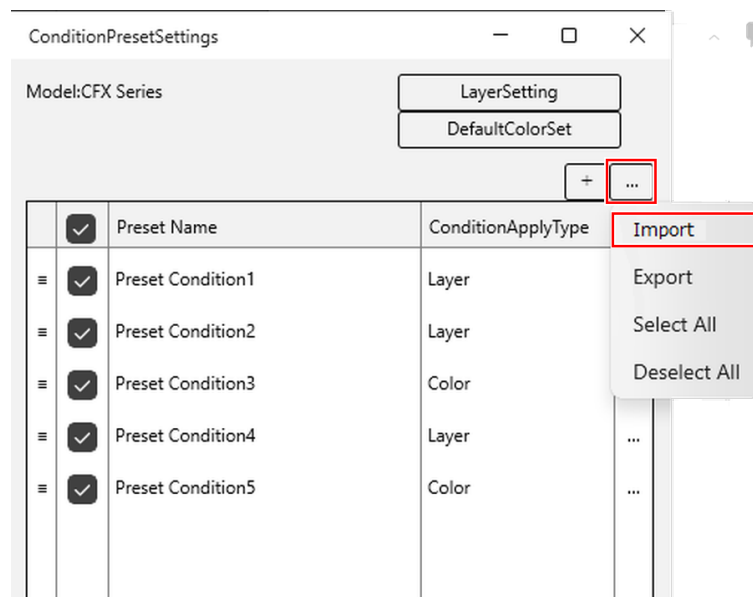 ConditionPresetSettings
Model:CFX Series
LayerSetting
DefaultColorSet
+ ...
Preset Name ConditionApplyType
Import
Preset Condition1 Layer
Export
Preset Condition2 Layer
Select All
Preset Condition3 Color
Deselect All
Preset Condition4 Layer ...
Preset Condition5 Color ...